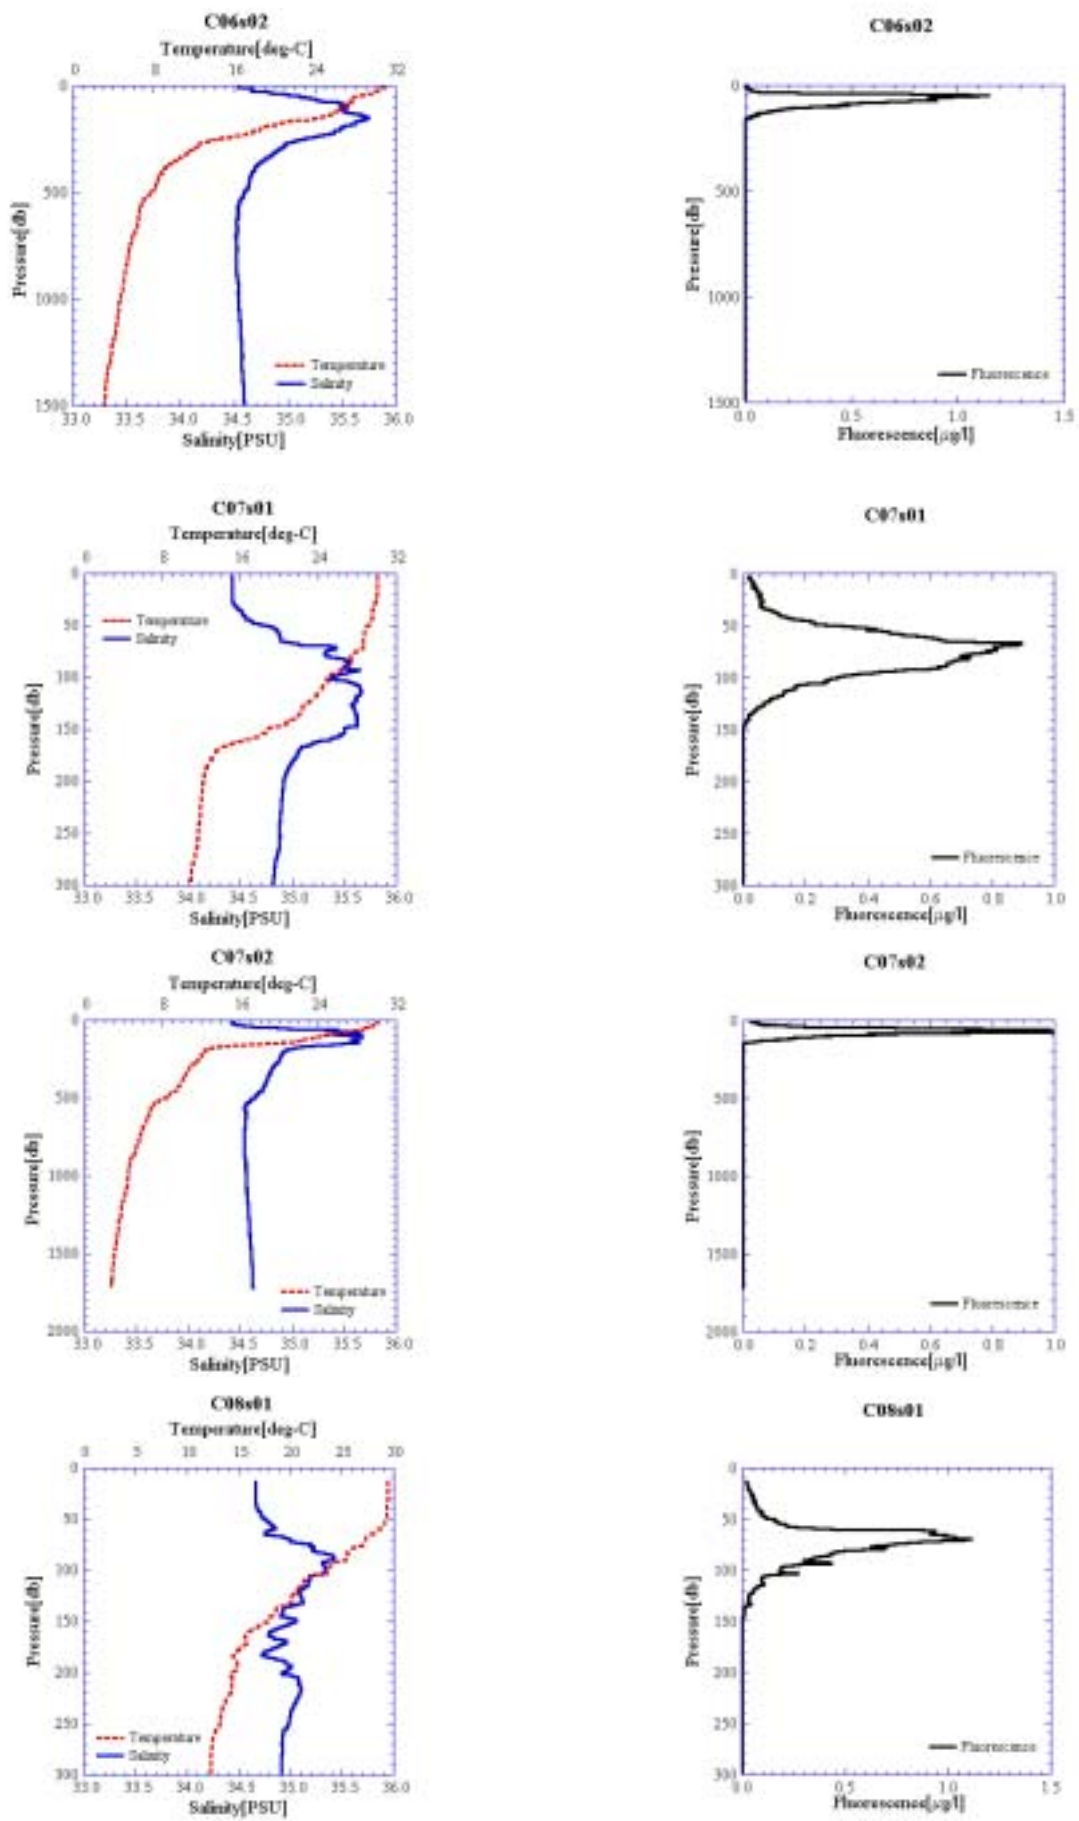 C06s02
Temperature[deg-C]
0 8 16 24 32
0
500
1000
1500
Pressure[db]
Temperature
Salinity
33.0 33.5 34.0 34.5 35.0 35.5 36.0
Salinity[PSU]
C06s02
0
500
1000
1500
Pressure[db]
Fluorescence
0.0 0.5 1.0 1.5
Fluorescence[µg/l]
C07s01
Temperature[deg-C]
0 8 16 24 32
0
50
100
150
200
250
300
Pressure[db]
Temperature
Salinity
33.0 33.5 34.0 34.5 35.0 35.5 36.0
Salinity[PSU]
C07s01
0
50
100
150
200
250
300
Pressure[db]
Fluorescence
0.0 0.2 0.4 0.6 0.8 1.0
Fluorescence[µg/l]
C07s02
Temperature[deg-C]
0 8 16 24 32
0
500
1000
1500
2000
Pressure[db]
Temperature
Salinity
33.0 33.5 34.0 34.5 35.0 35.5 36.0
Salinity[PSU]
C07s02
0
500
1000
1500
2000
Pressure[db]
Fluorescence
0.0 0.2 0.4 0.6 0.8 1.0
Fluorescence[µg/l]
C08s01
Temperature[deg-C]
0 5 10 15 20 25 30
0
50
100
150
200
250
300
Pressure[db]
Temperature
Salinity
33.0 33.5 34.0 34.5 35.0 35.5 36.0
Salinity[PSU]
C08s01
0
50
100
150
200
250
300
Pressure[db]
Fluorescence
0.0 0.5 1.0 1.5
Fluorescence[µg/l]